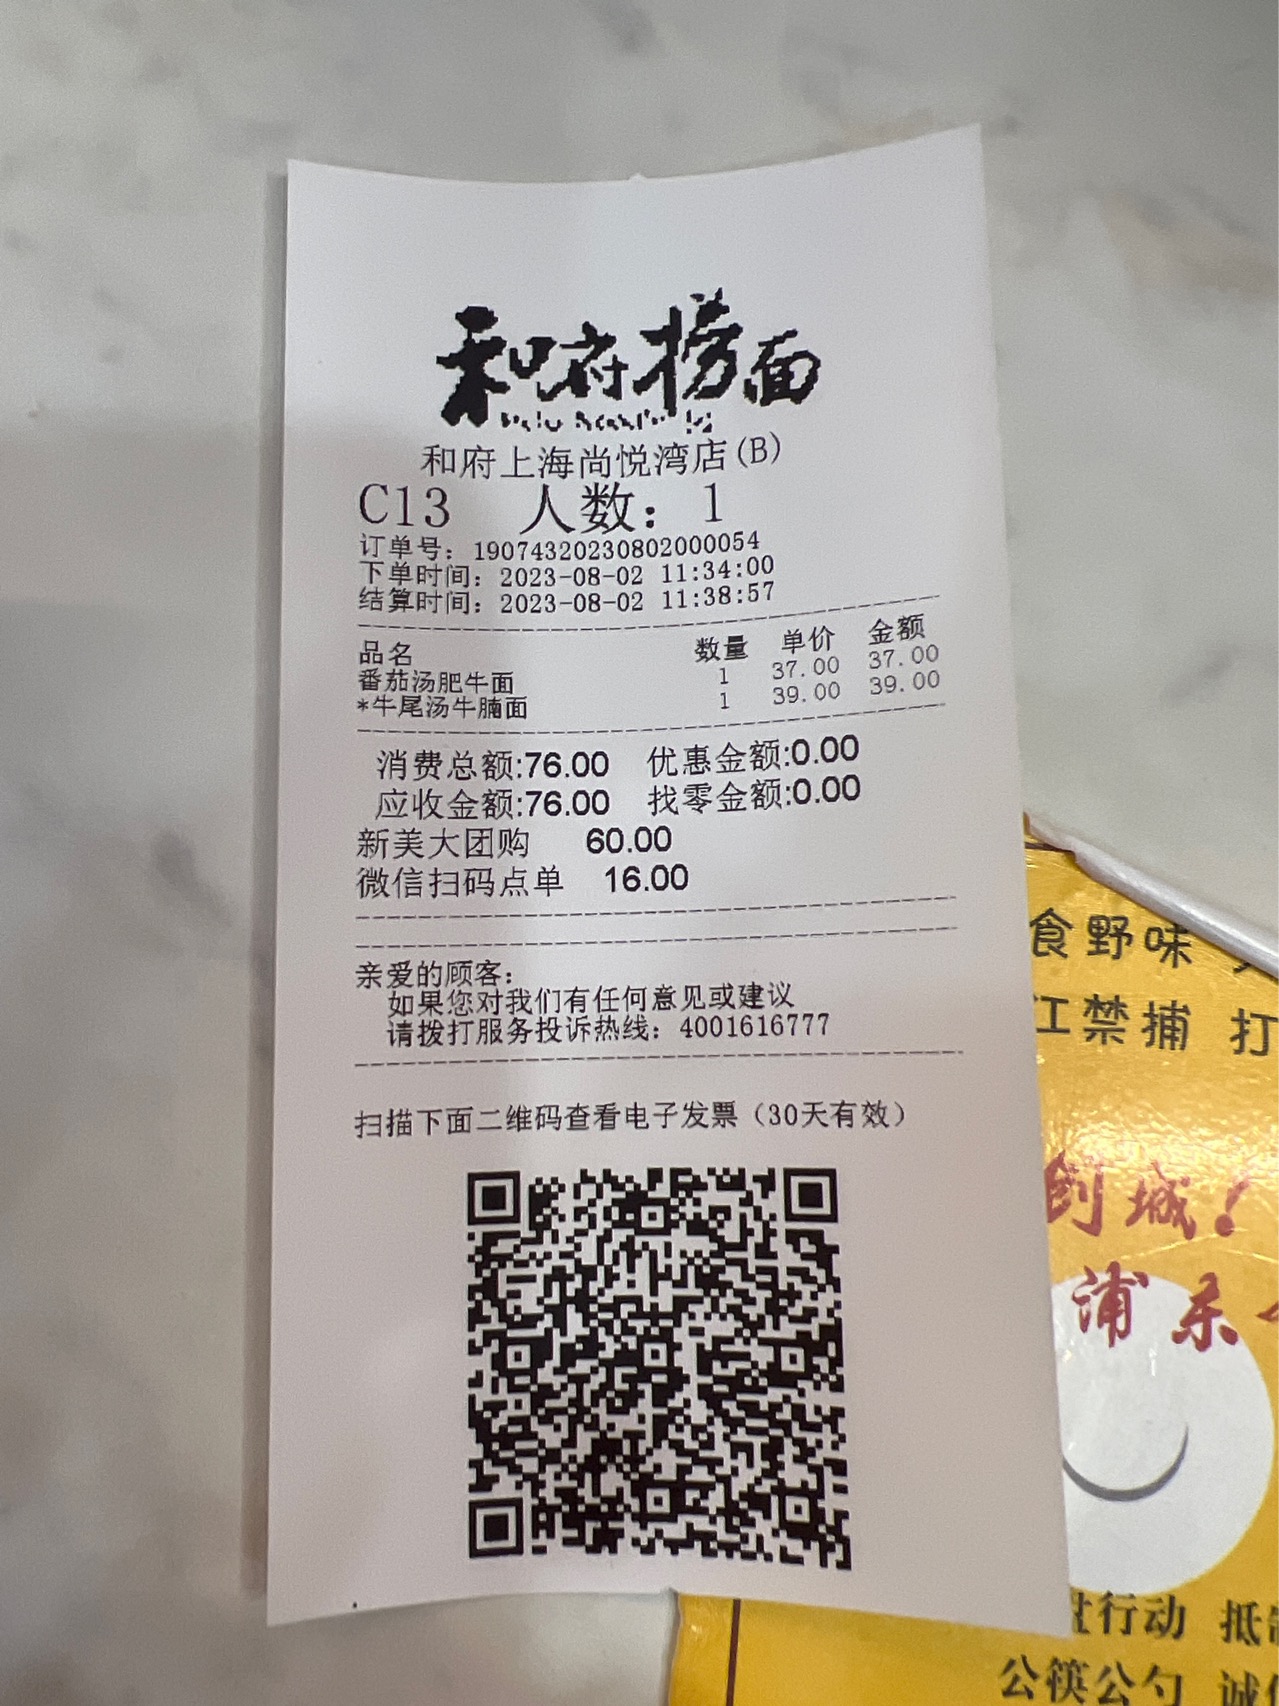 和府捞面
和府上海尚悦湾店(B)
C13 人数：1
订单号：19074320230802000054
下单时间：2023-08-02 11:34:00
结算时间：2023-08-02 11:38:57
品名 数量 单价 金额
番茄汤肥牛面 1 37.00 37.00
*牛尾汤牛腩面 1 39.00 39.00
消费总额:76.00 优惠金额:0.00
应收金额:76.00 找零金额:0.00
新美大团购 60.00
微信扫码点单 16.00
亲爱的顾客：
如果您对我们有任何意见或建议
请拨打服务投诉热线：4001616777
扫描下面二维码查看电子发票（30天有效）
食野味
江禁捕 打
创城！
浦东
盘行动 抵制
公筷公勺 诚信